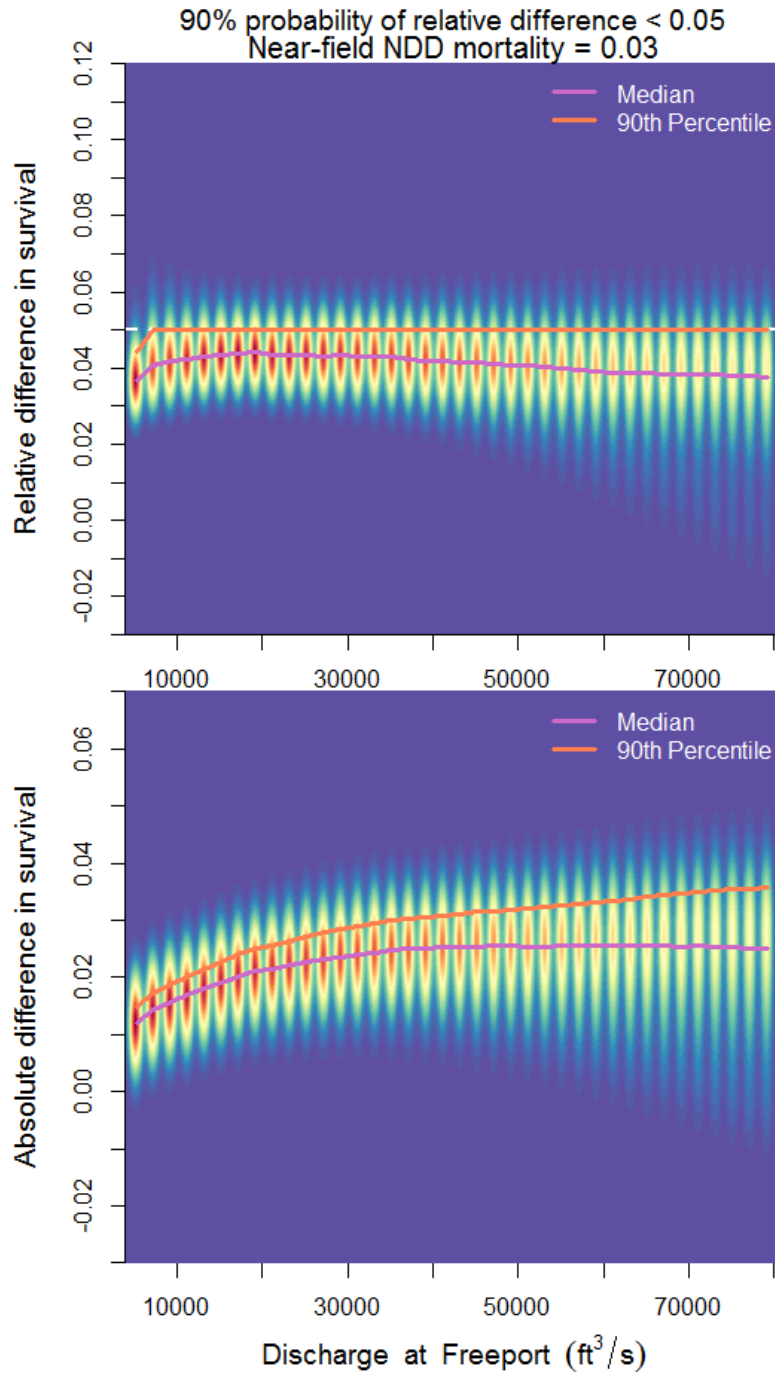 90% probability of relative difference < 0.05
Near-field NDD mortality = 0.03
Relative difference in survival
0.12
0.10
0.08
0.06
0.04
0.02
0.00
-0.02
Median
90th Percentile
10000 30000 50000 70000
Absolute difference in survival
0.06
0.04
0.02
0.00
-0.02
Median
90th Percentile
10000 30000 50000 70000
Discharge at Freeport (ft³/s)